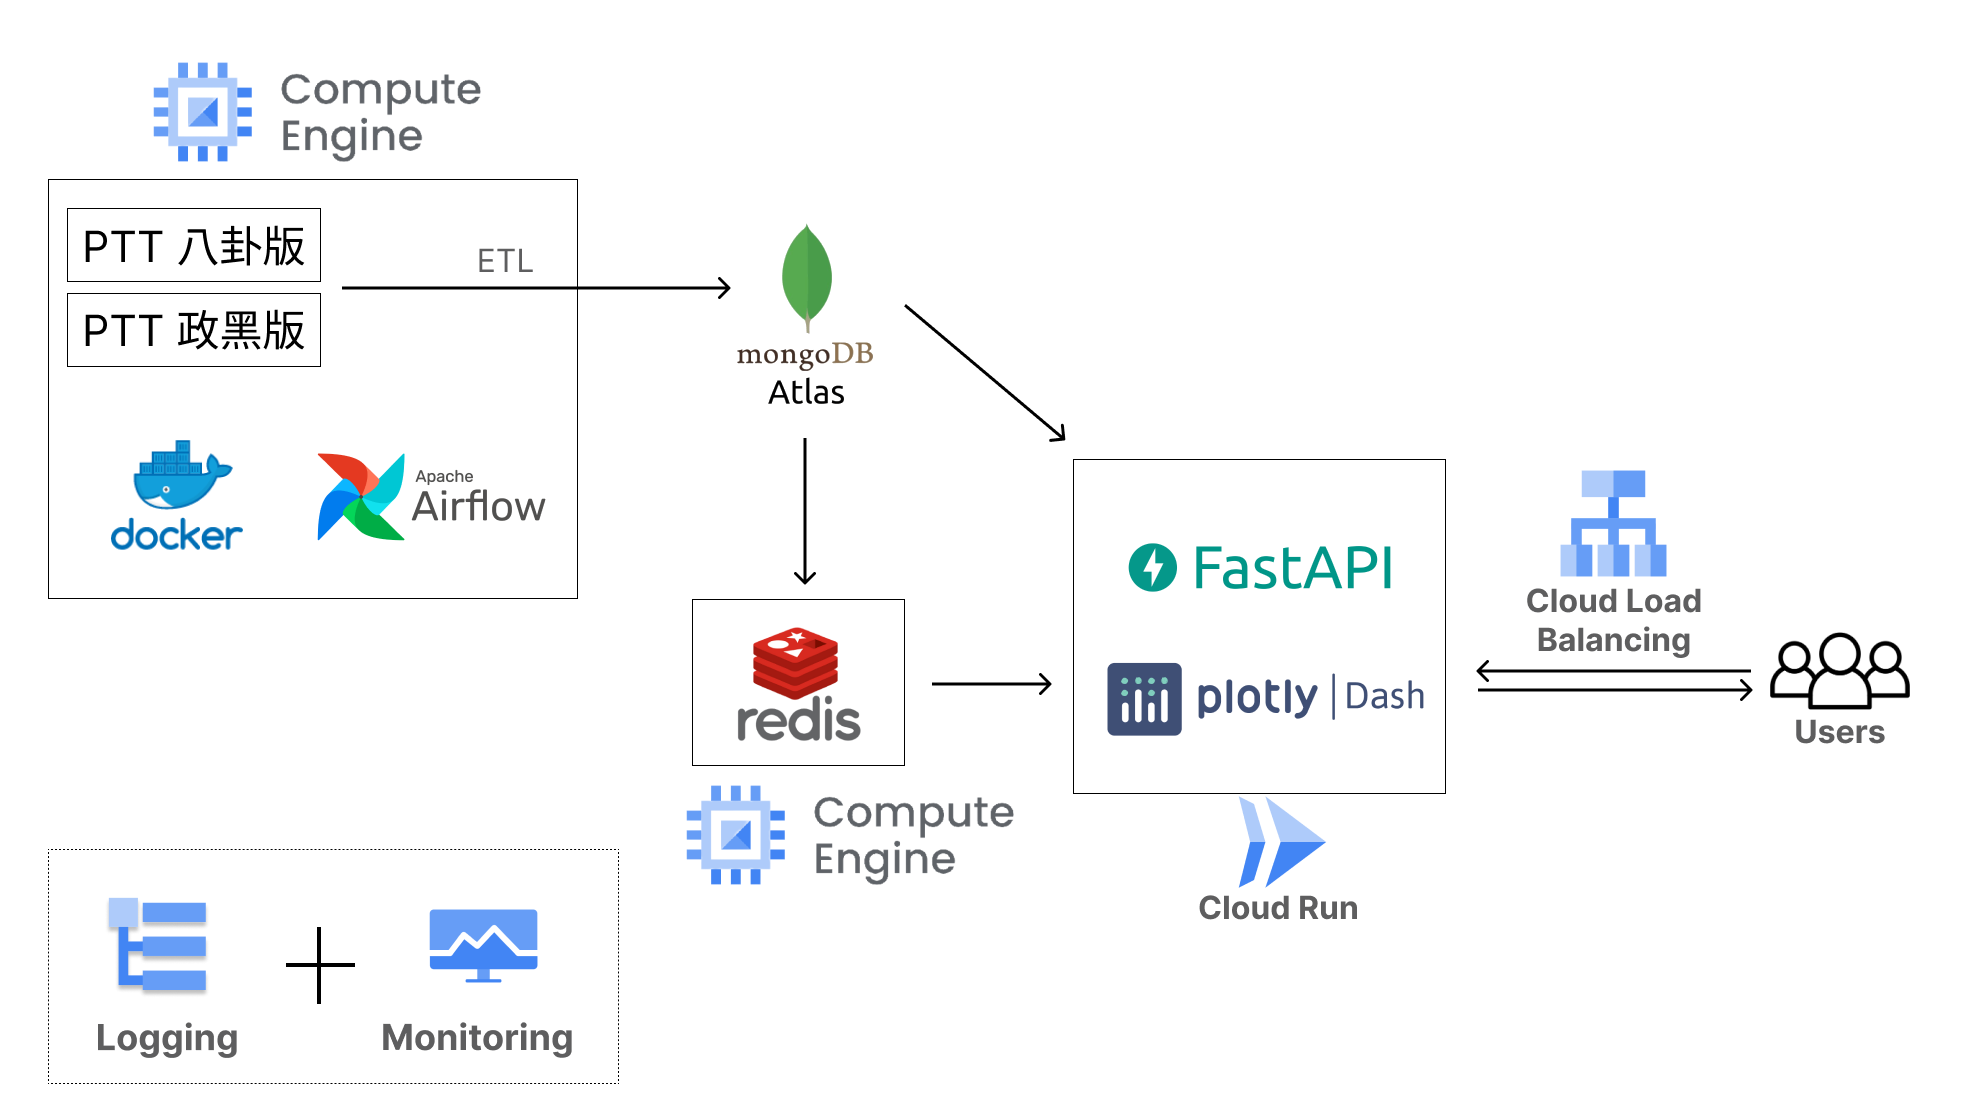 Compute
Engine
PTT 八卦版
PTT 政黑版
ETL
docker
Apache
Airflow
mongoDB
Atlas
redis
Compute
Engine
FastAPI
plotly | Dash
Cloud Run
Cloud Load
Balancing
Users
Logging
Monitoring